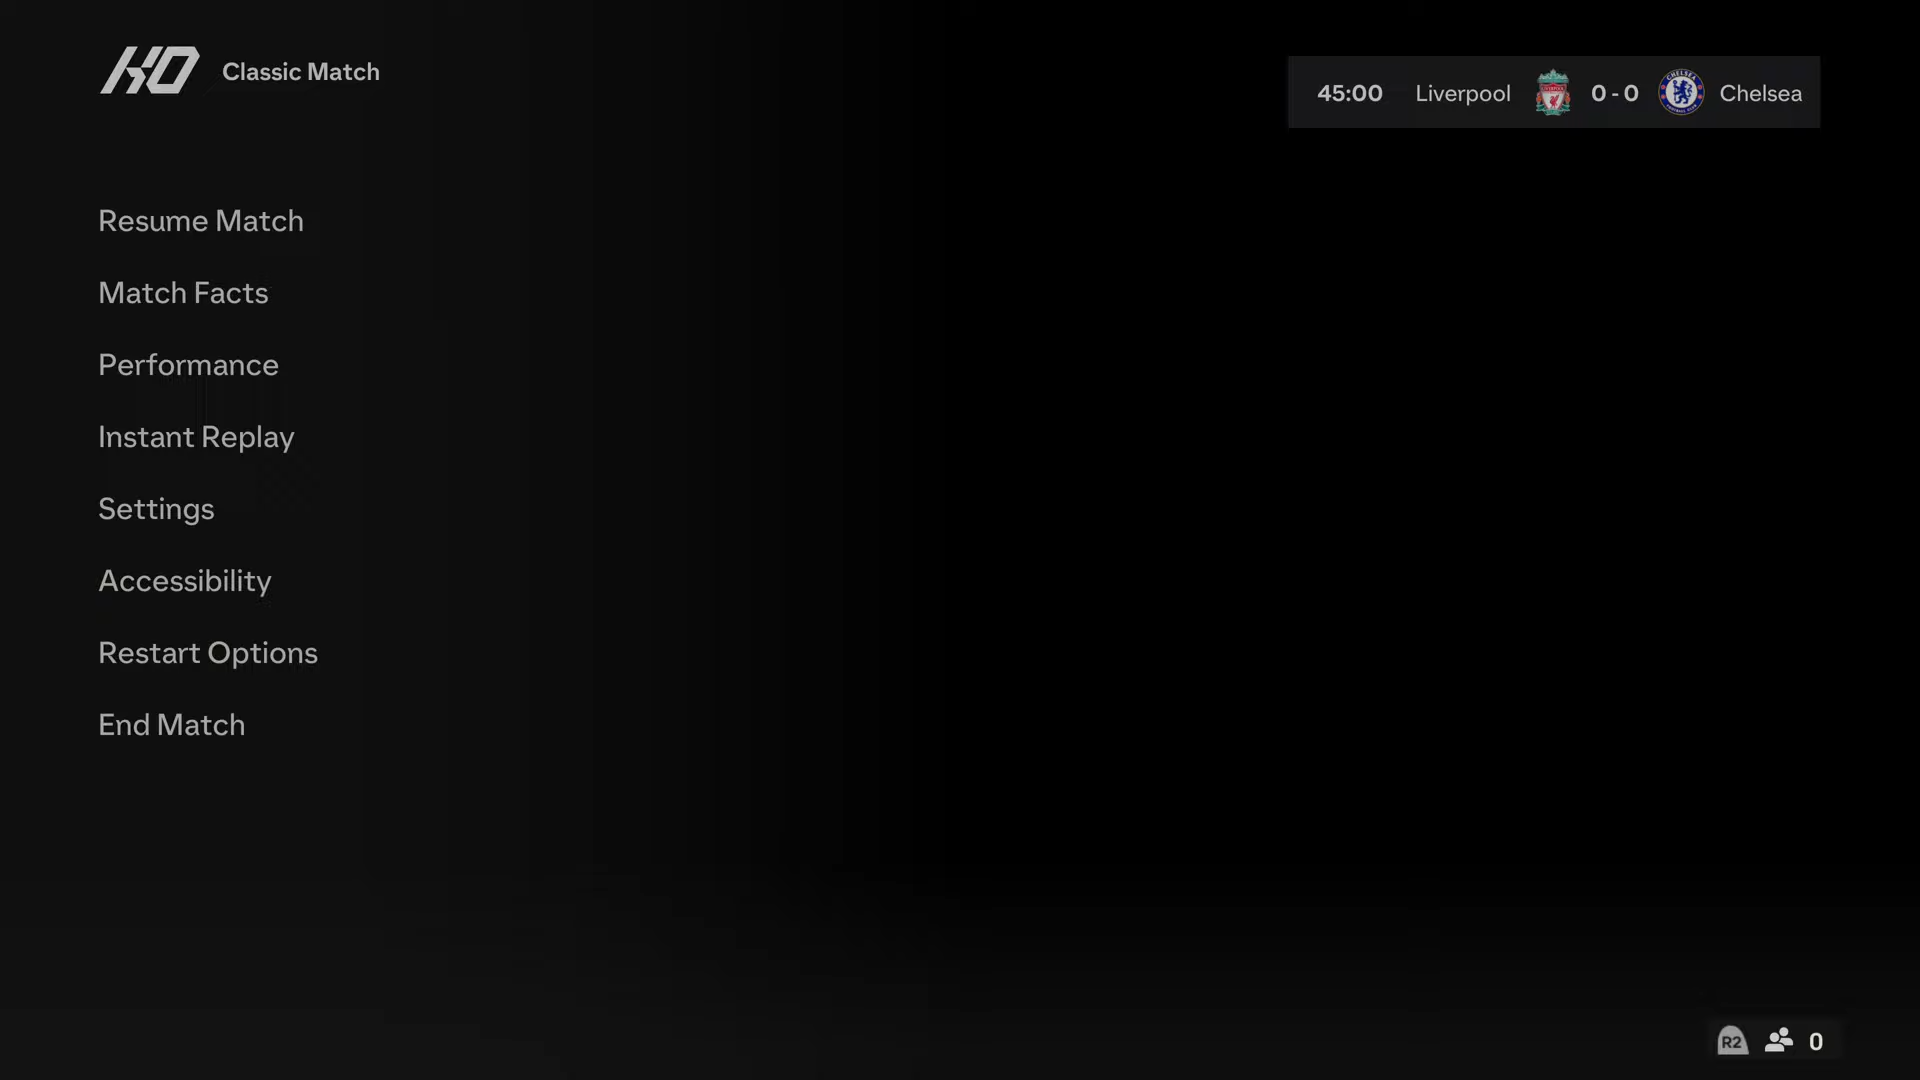 KO Classic Match
45:00 Liverpool 0 - 0 Chelsea
Resume Match
Match Facts
Performance
Instant Replay
Settings
Accessibility
Restart Options
End Match
R2 0